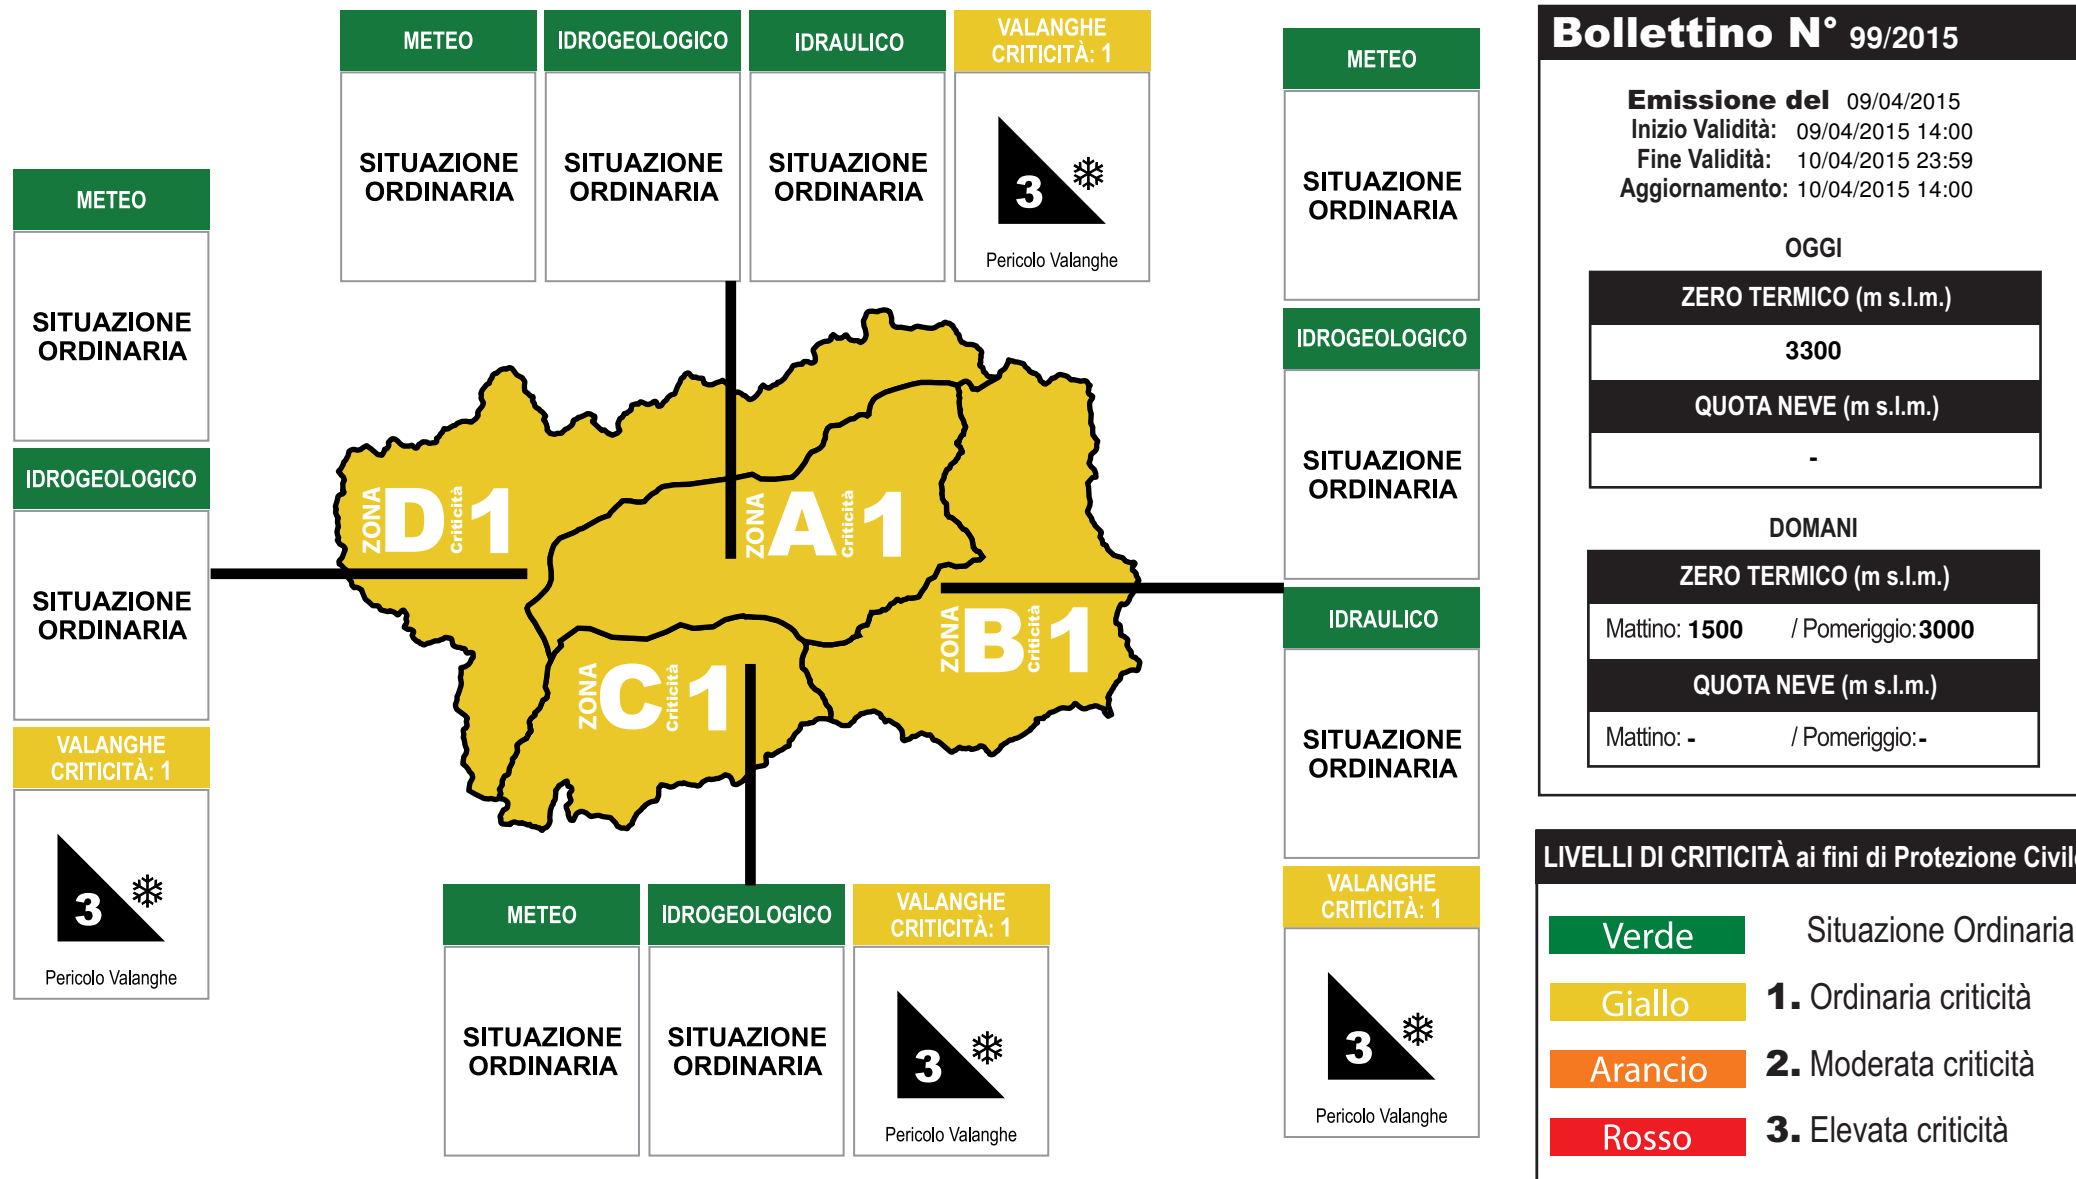 METEO
IDROGEOLOGICO
IDRAULICO
VALANGHE
CRITICITÀ: 1
SITUAZIONE
ORDINARIA
SITUAZIONE
ORDINARIA
SITUAZIONE
ORDINARIA
3
Pericolo Valanghe
METEO
SITUAZIONE
ORDINARIA
IDROGEOLOGICO
SITUAZIONE
ORDINARIA
VALANGHE
CRITICITÀ: 1
3
Pericolo Valanghe
ZONA D Criticità 1
ZONA A Criticità 1
ZONA B Criticità 1
ZONA C Criticità 1
METEO
IDROGEOLOGICO
VALANGHE
CRITICITÀ: 1
SITUAZIONE
ORDINARIA
SITUAZIONE
ORDINARIA
3
Pericolo Valanghe
METEO
SITUAZIONE
ORDINARIA
IDROGEOLOGICO
SITUAZIONE
ORDINARIA
IDRAULICO
SITUAZIONE
ORDINARIA
VALANGHE
CRITICITÀ: 1
3
Pericolo Valanghe
Bollettino N° 99/2015
Emissione del 09/04/2015
Inizio Validità: 09/04/2015 14:00
Fine Validità: 10/04/2015 23:59
Aggiornamento: 10/04/2015 14:00
OGGI
ZERO TERMICO (m s.l.m.)
3300
QUOTA NEVE (m s.l.m.)
-
DOMANI
ZERO TERMICO (m s.l.m.)
Mattino: 1500 / Pomeriggio: 3000
QUOTA NEVE (m s.l.m.)
Mattino: - / Pomeriggio: -
LIVELLI DI CRITICITÀ ai fini di Protezione Civile
Verde Situazione Ordinaria
Giallo 1. Ordinaria criticità
Arancio 2. Moderata criticità
Rosso 3. Elevata criticità